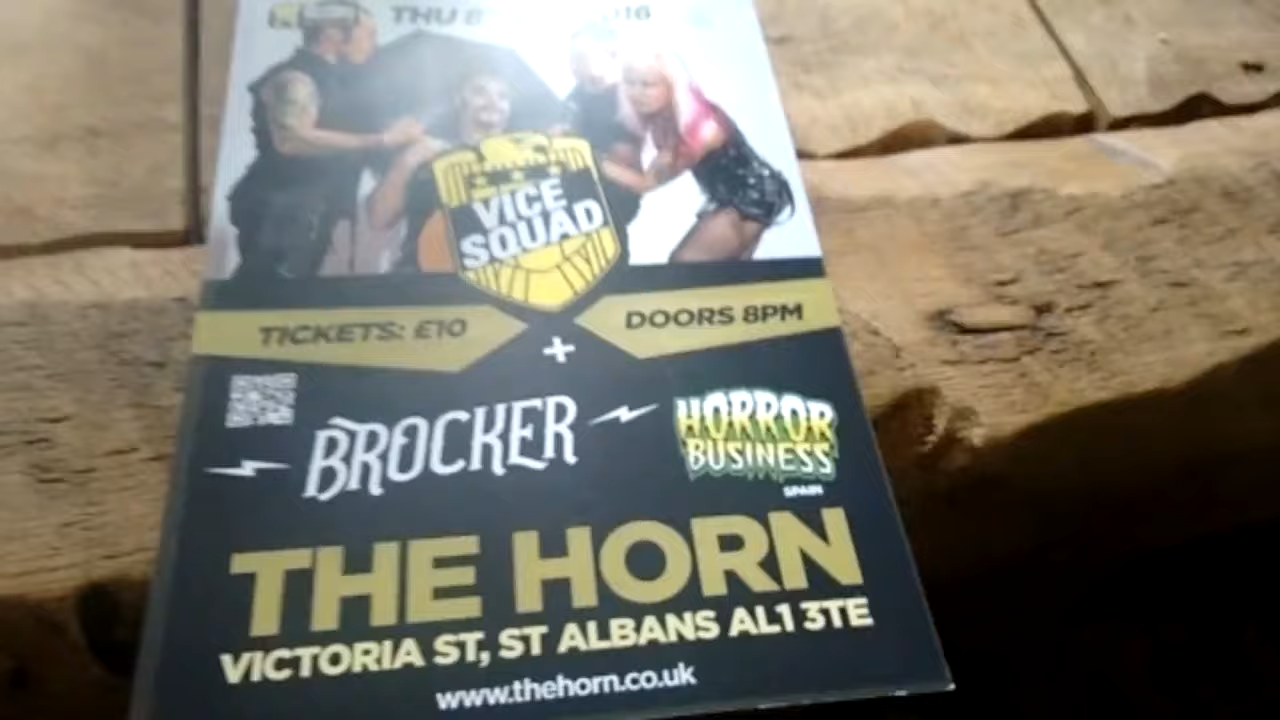 THU
VICE
SQUAD
TICKETS: £10
DOORS 8PM
+
BROCKER
HORROR
BUSINESS
SPAIN
THE HORN
VICTORIA ST, ST ALBANS AL1 3TE
www.thehorn.co.uk